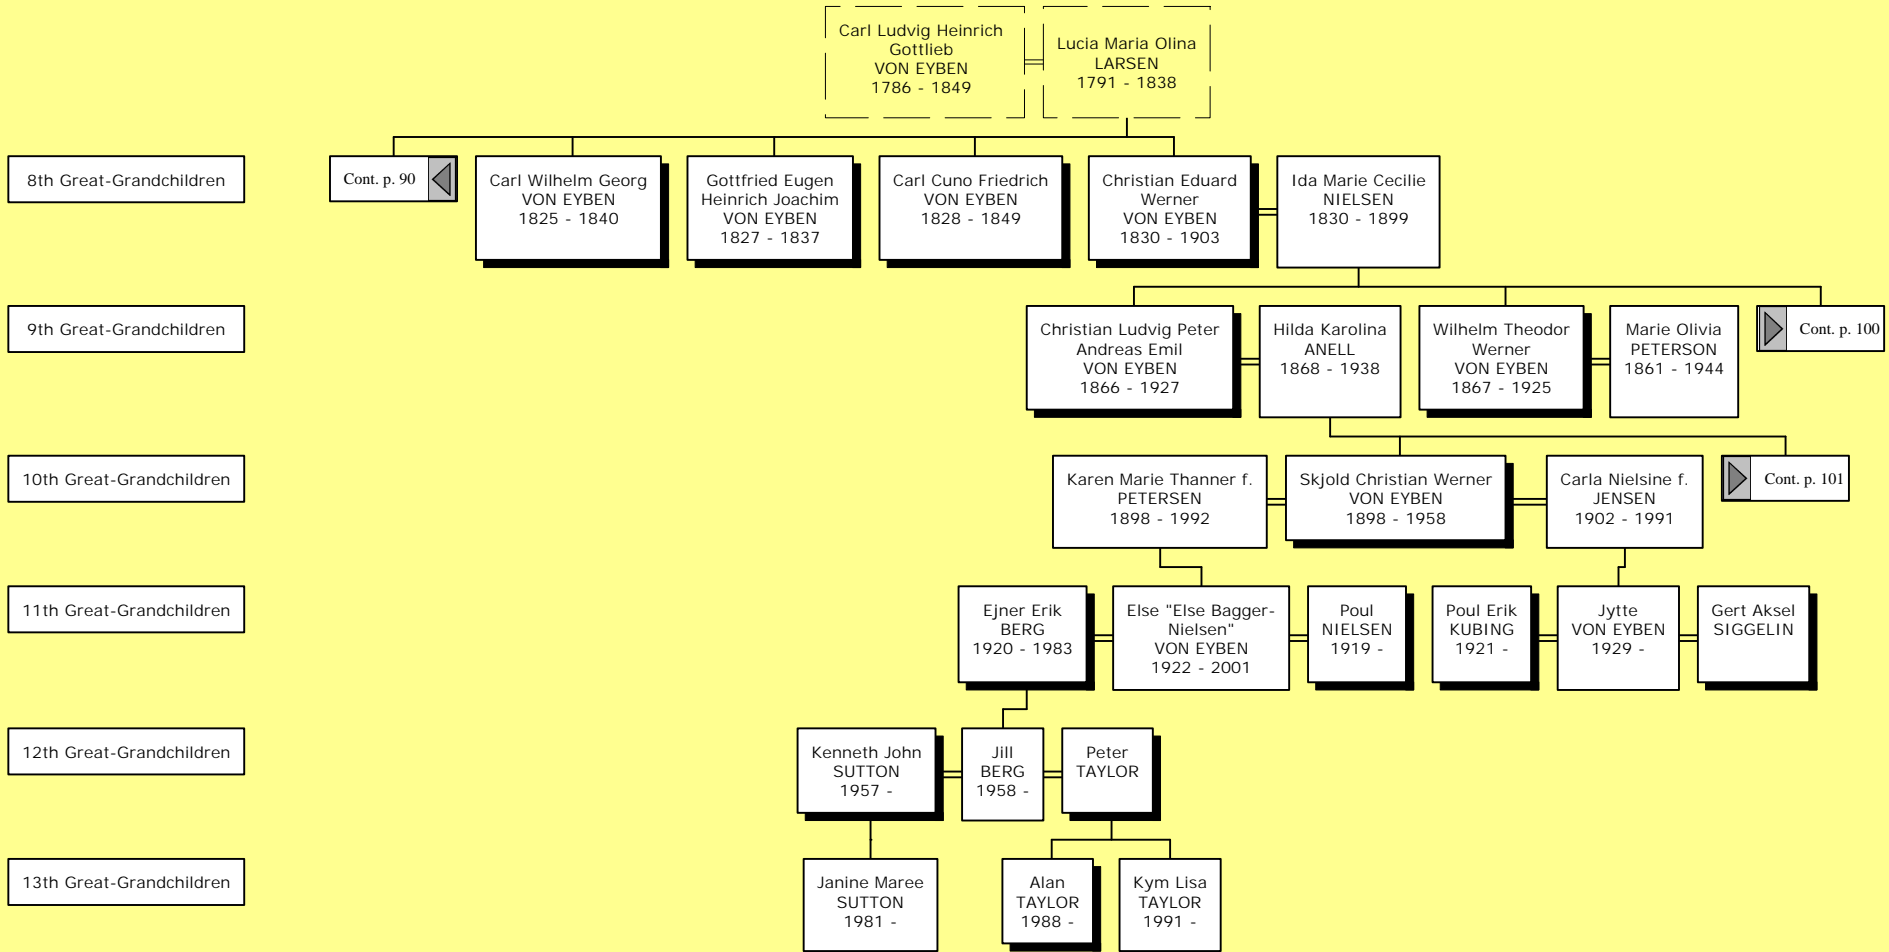 Carl Ludvig Heinrich
Gottlieb
VON EYBEN
1786 - 1849
Lucia Maria Olina
LARSEN
1791 - 1838
8th Great-Grandchildren
Cont. p. 90
Carl Wilhelm Georg
VON EYBEN
1825 - 1840
Gottfried Eugen
Heinrich Joachim
VON EYBEN
1827 - 1837
Carl Cuno Friedrich
VON EYBEN
1828 - 1849
Christian Eduard
Werner
VON EYBEN
1830 - 1903
Ida Marie Cecilie
NIELSEN
1830 - 1899
9th Great-Grandchildren
Christian Ludvig Peter
Andreas Emil
VON EYBEN
1866 - 1927
Hilda Karolina
ANELL
1868 - 1938
Wilhelm Theodor
Werner
VON EYBEN
1867 - 1925
Marie Olivia
PETERSON
1861 - 1944
Cont. p. 100
10th Great-Grandchildren
Karen Marie Thanner f.
PETERSEN
1898 - 1992
Skjold Christian Werner
VON EYBEN
1898 - 1958
Carla Nielsine f.
JENSEN
1902 - 1991
Cont. p. 101
11th Great-Grandchildren
Ejner Erik
BERG
1920 - 1983
Else "Else Bagger-
Nielsen"
VON EYBEN
1922 - 2001
Poul
NIELSEN
1919 -
Poul Erik
KUBING
1921 -
Jytte
VON EYBEN
1929 -
Gert Aksel
SIGGELIN
12th Great-Grandchildren
Kenneth John
SUTTON
1957 -
Jill
BERG
1958 -
Peter
TAYLOR
13th Great-Grandchildren
Janine Maree
SUTTON
1981 -
Alan
TAYLOR
1988 -
Kym Lisa
TAYLOR
1991 -